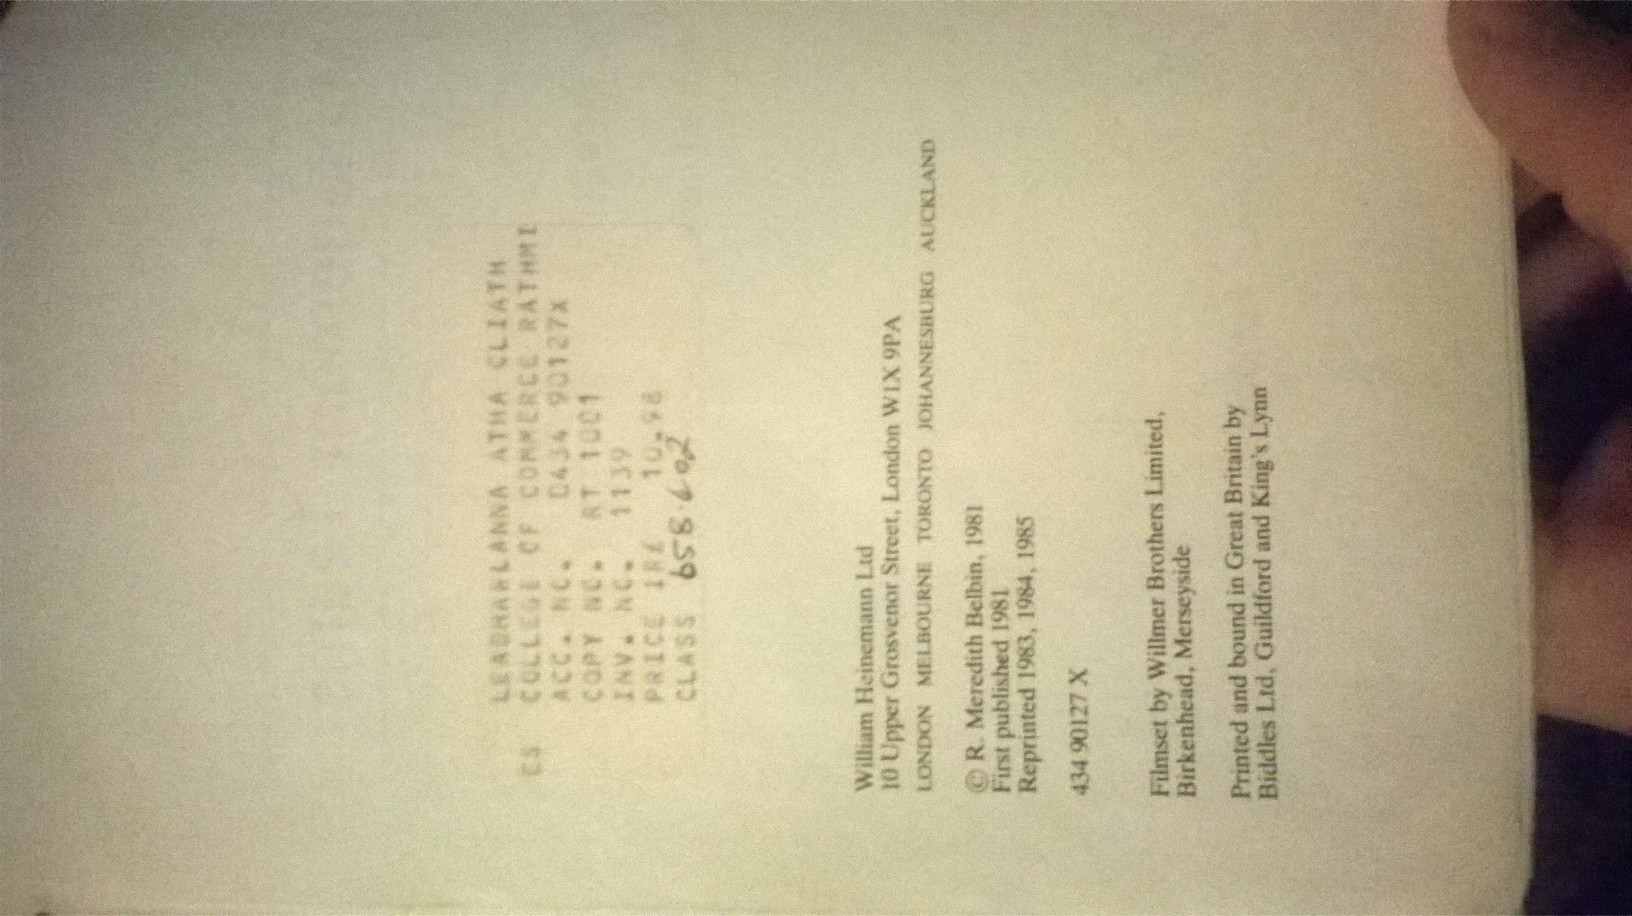 LEABHARLANNA ATHA CLIATH
ES COLLEGE OF COMMERCE RATHMI
ACC. NO. 0434 90127X
COPY NO. RT 1001
INV. NO. 1139
PRICE IR£ 10.98
CLASS 658.402
William Heinemann Ltd
10 Upper Grosvenor Street, London W1X 9PA
LONDON MELBOURNE TORONTO JOHANNESBURG AUCKLAND
© R. Meredith Belbin, 1981
First published 1981
Reprinted 1983, 1984, 1985
434 90127 X
Filmset by Willmer Brothers Limited,
Birkenhead, Merseyside
Printed and bound in Great Britain by
Biddles Ltd, Guildford and King's Lynn